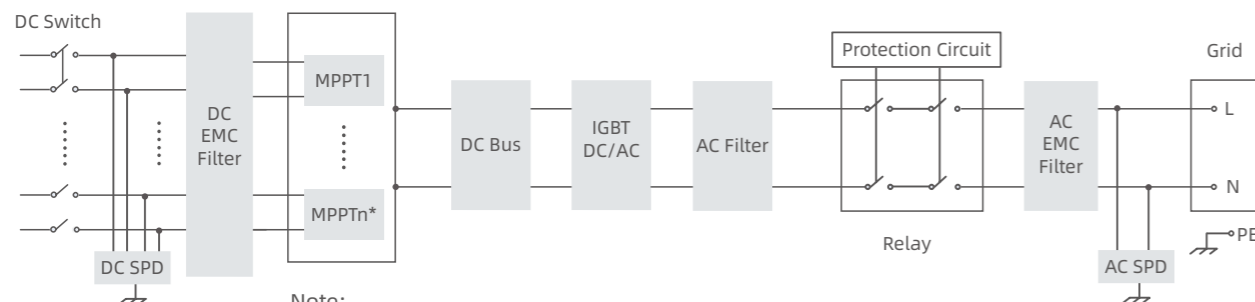 DC Switch
DC
EMC
Filter
DC SPD
MPPT1
MPPTn*
DC Bus
IGBT
DC/AC
AC Filter
Protection Circuit
Relay
AC
EMC
Filter
AC SPD
Grid
L
N
PE
Note: